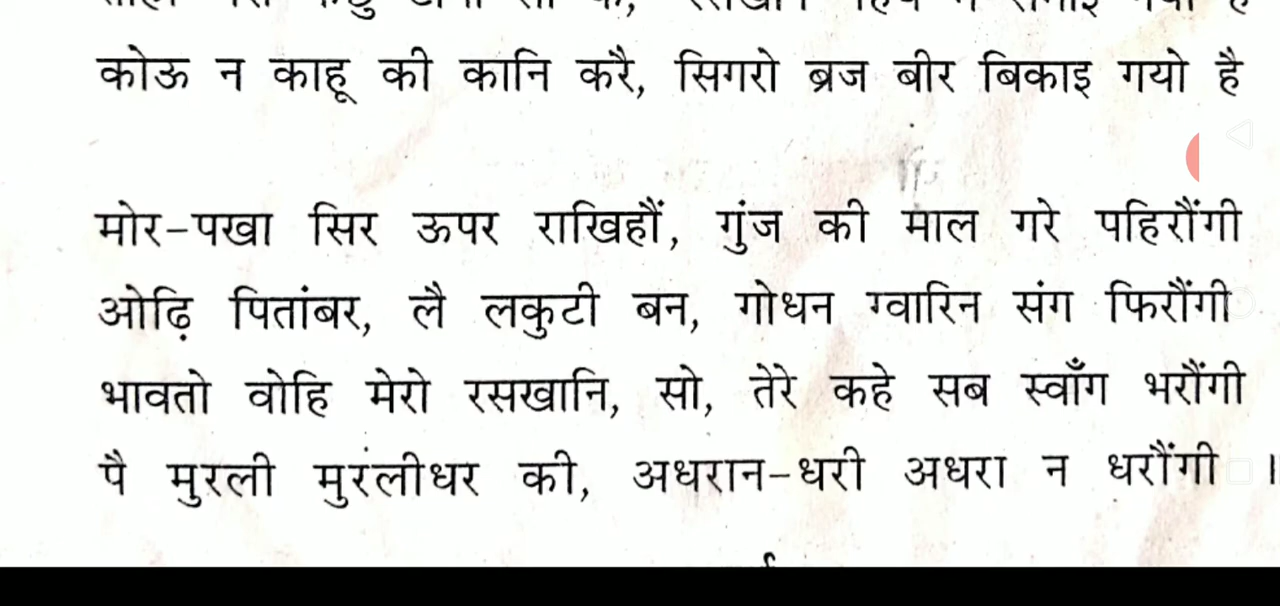 कोऊ न काहू की कानि करै, सिगरो ब्रज बीर बिकाइ गयो है
मोर-पखा सिर ऊपर राखिहौं, गुंज की माल गरे पहिरौंगी
ओढ़ि पितांबर, लै लकुटी बन, गोधन ग्वारिन संग फिरौंगी
भावतो वोहि मेरो रसखानि, सो, तेरे कहे सब स्वाँग भरौंगी
पै मुरली मुरलीधर की, अधरान-धरी अधरा न धरौंगी ।